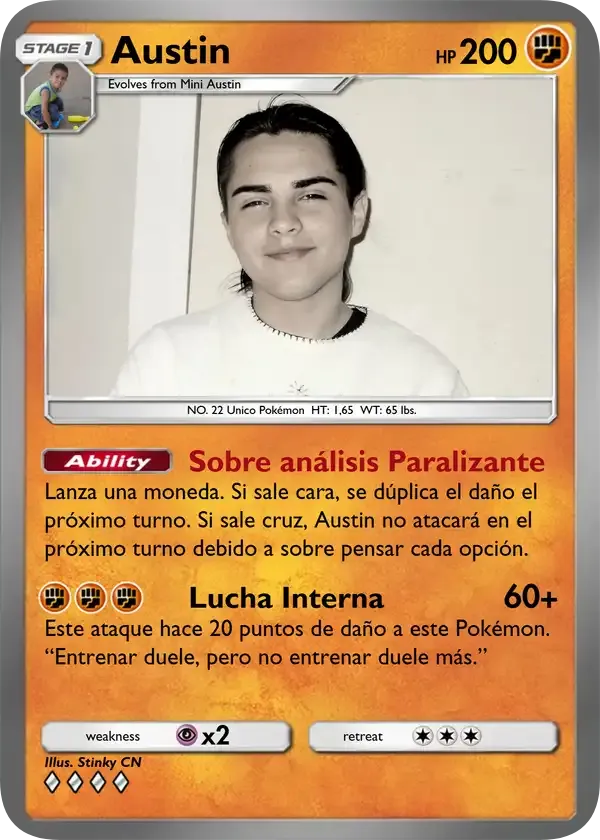 STAGE 1 Austin HP 200
Evolves from Mini Austin
NO. 22 Unico Pokémon HT: 1,65 WT: 65 lbs.
Ability Sobre análisis Paralizante
Lanza una moneda. Si sale cara, se dúplica el daño el
próximo turno. Si sale cruz, Austin no atacará en el
próximo turno debido a sobre pensar cada opción.
Lucha Interna 60+
Este ataque hace 20 puntos de daño a este Pokémon.
“Entrenar duele, pero no entrenar duele más.”
weakness x2 retreat
Illus. Stinky CN